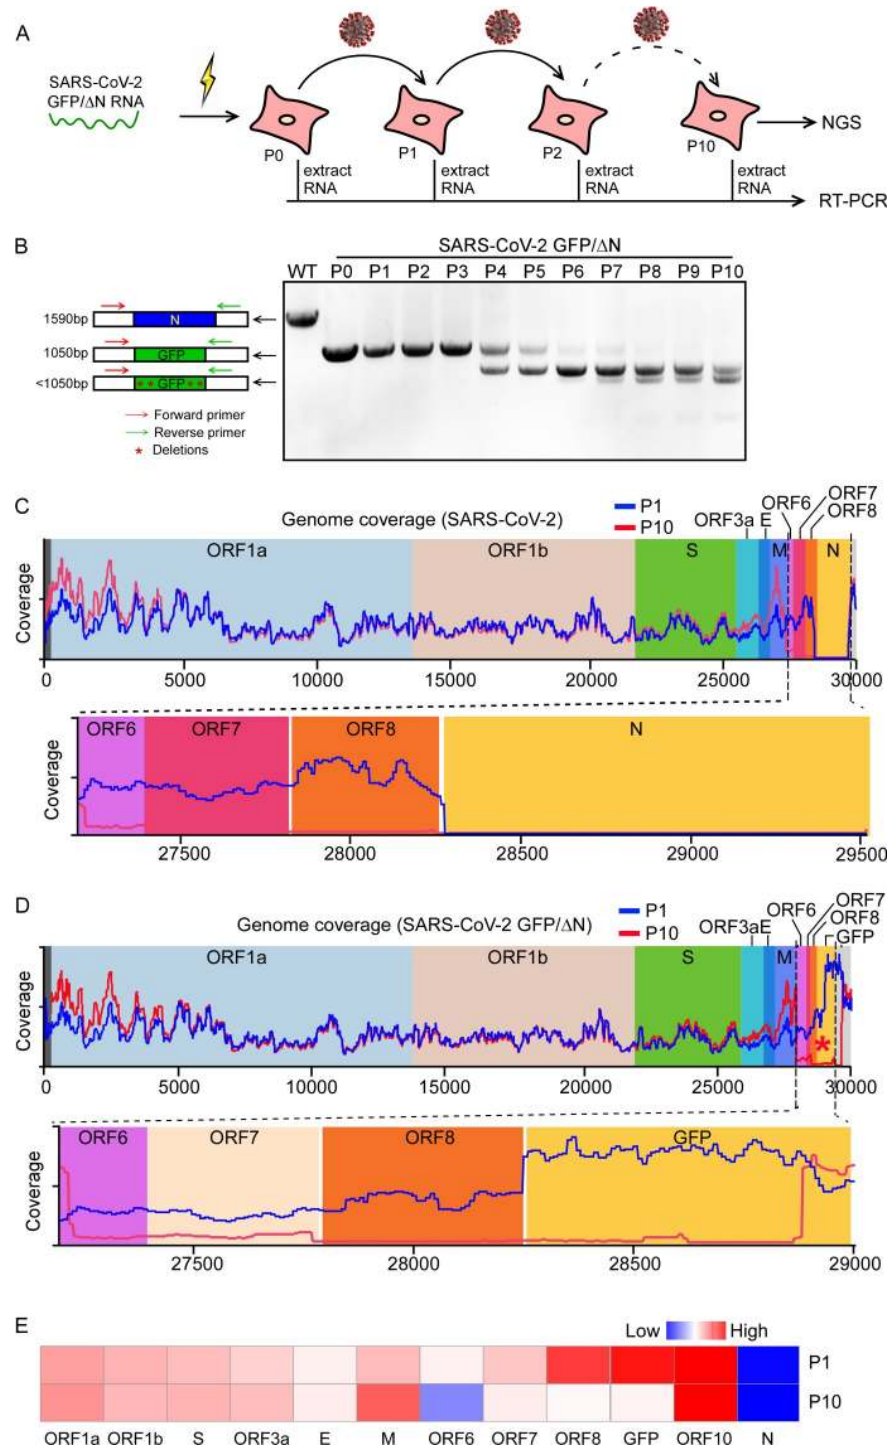 A
SARS-CoV-2
GFP/ΔN RNA
P0
P1
P2
P10
NGS
extract
RNA
extract
RNA
extract
RNA
extract
RNA
RT-PCR
B
SARS-CoV-2 GFP/ΔN
WT P0 P1 P2 P3 P4 P5 P6 P7 P8 P9 P10
1590bp
N
1050bp
GFP
<1050bp
**GFP**
Forward primer
Reverse primer
* Deletions
C
Genome coverage (SARS-CoV-2)
P1
P10
ORF3a E
ORF6
ORF7
ORF8
Coverage
ORF1a
ORF1b
S
M
N
0 5000 10000 15000 20000 25000 30000
Coverage
ORF6
ORF7
ORF8
N
27500 28000 28500 29000 29500
D
Genome coverage (SARS-CoV-2 GFP/ΔN)
P1
P10
ORF3aE
ORF6
ORF7
ORF8
GFP
Coverage
ORF1a
ORF1b
S
M
*
0 5000 10000 15000 20000 25000 30000
Coverage
ORF6
ORF7
ORF8
GFP
27500 28000 28500 29000
E
Low High
P1
P10
ORF1a ORF1b S ORF3a E M ORF6 ORF7 ORF8 GFP ORF10 N